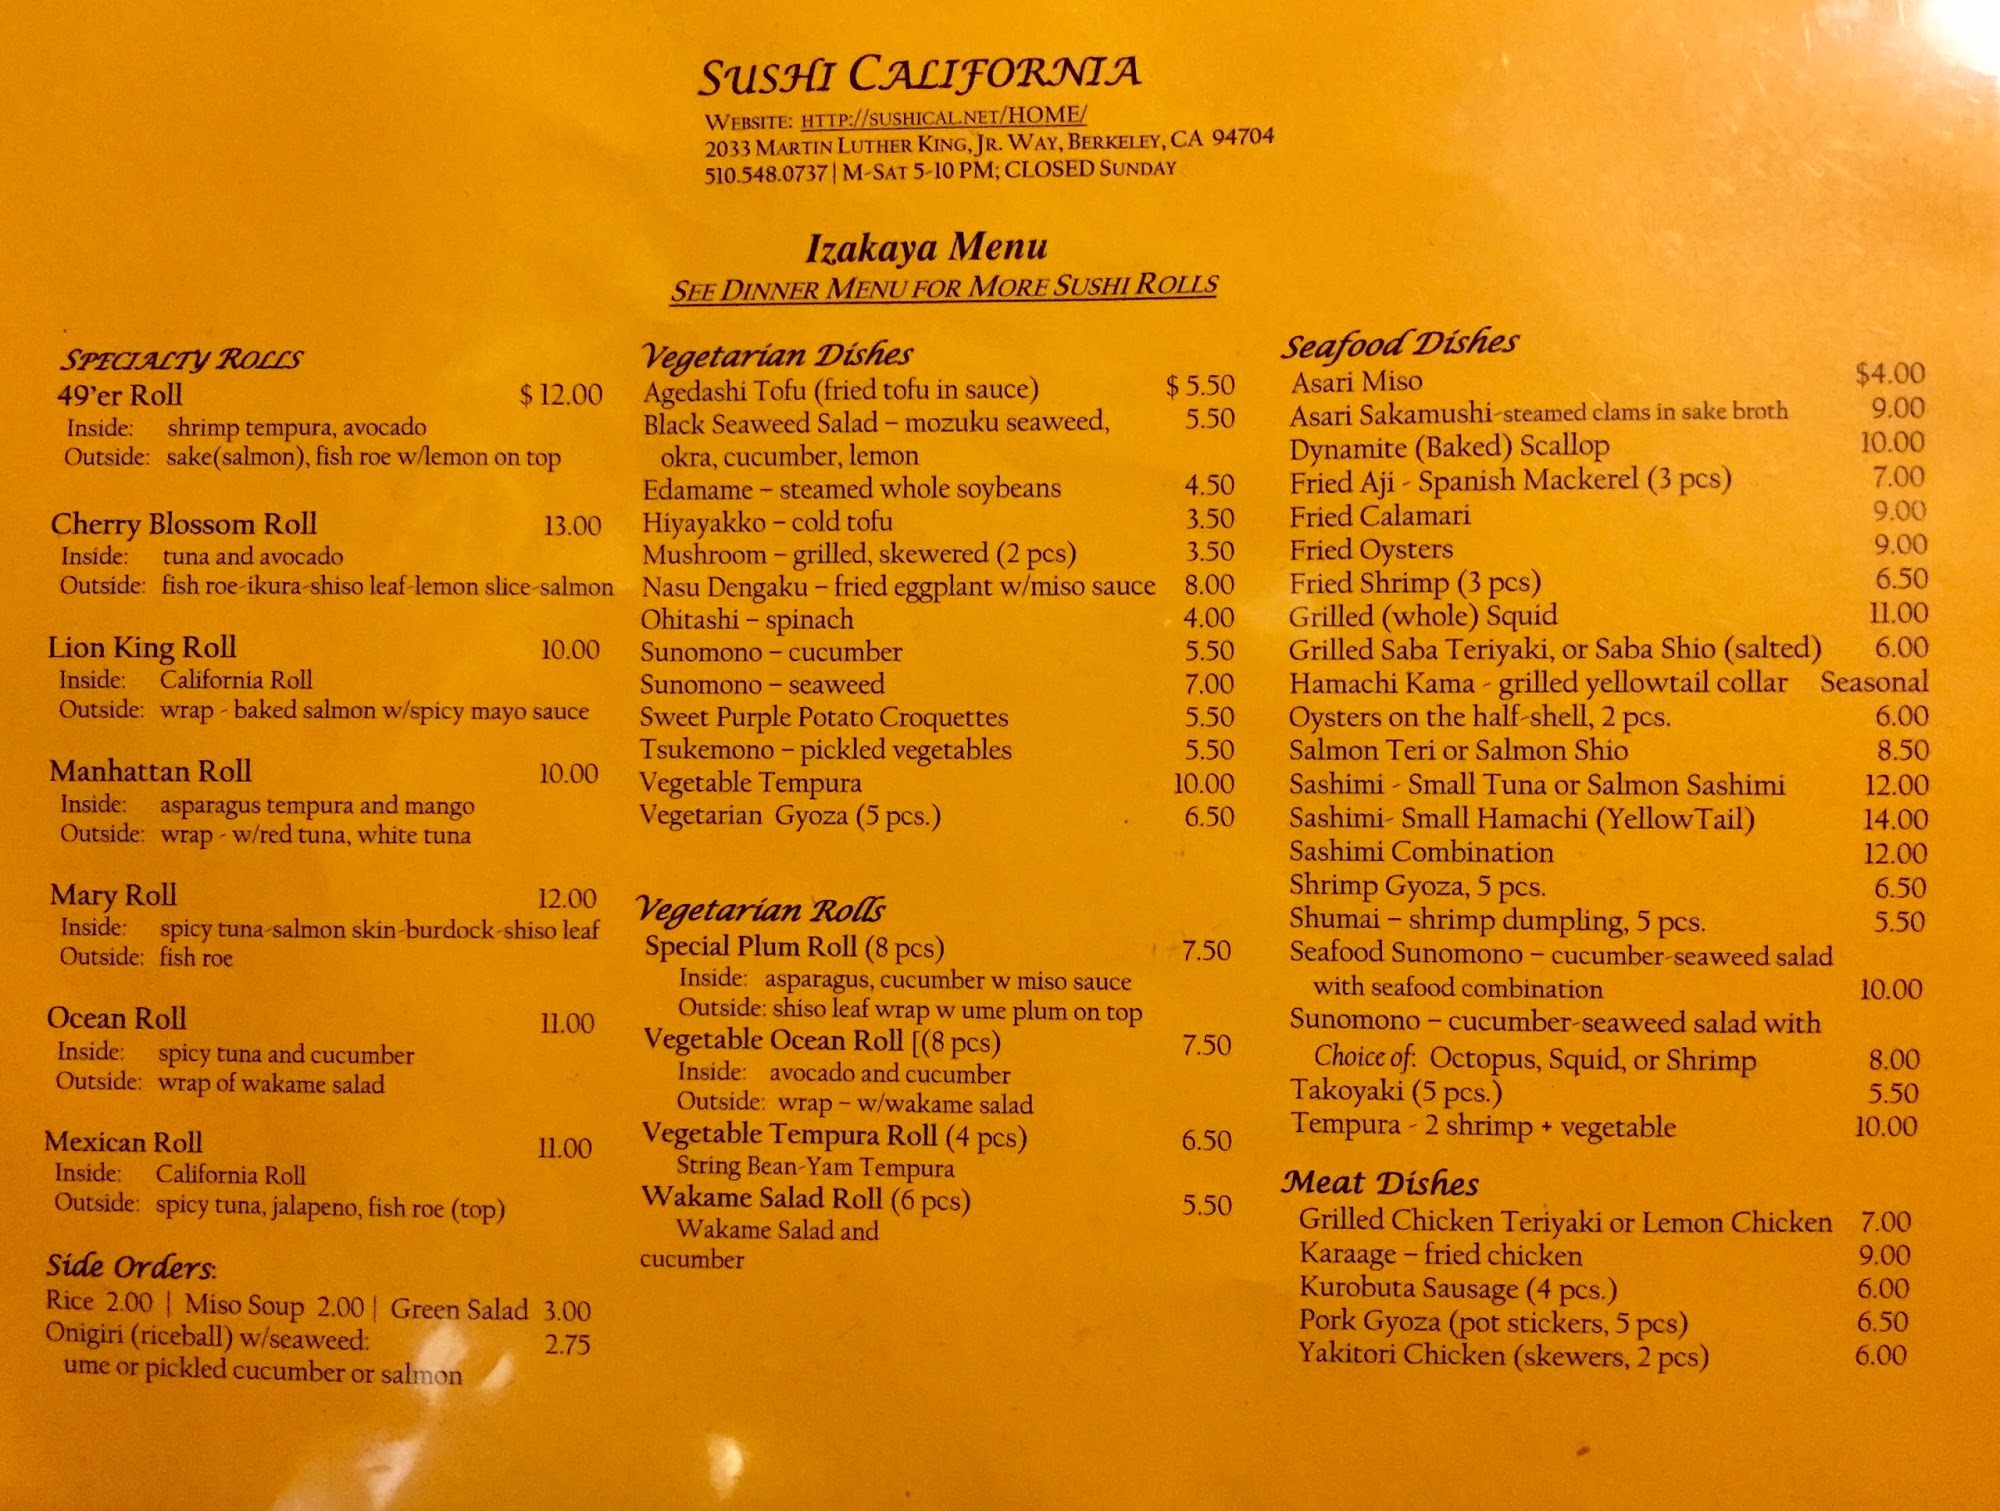 SUSHI CALIFORNIA
WEBSITE: HTTP://SUSHICAL.NET/HOME/
2033 MARTIN LUTHER KING, JR. WAY, BERKELEY, CA 94704
510.548.0737 | M-SAT 5-10 PM; CLOSED SUNDAY
Izakaya Menu
SEE DINNER MENU FOR MORE SUSHI ROLLS
SPECIALTY ROLLS
49'er Roll $ 12.00
Inside: shrimp tempura, avocado
Outside: sake(salmon), fish roe w/lemon on top
Cherry Blossom Roll 13.00
Inside: tuna and avocado
Outside: fish roe-ikura-shiso leaf-lemon slice-salmon
Lion King Roll 10.00
Inside: California Roll
Outside: wrap - baked salmon w/spicy mayo sauce
Manhattan Roll 10.00
Inside: asparagus tempura and mango
Outside: wrap - w/red tuna, white tuna
Mary Roll 12.00
Inside: spicy tuna-salmon skin-burdock-shiso leaf
Outside: fish roe
Ocean Roll 11.00
Inside: spicy tuna and cucumber
Outside: wrap of wakame salad
Mexican Roll 11.00
Inside: California Roll
Outside: spicy tuna, jalapeno, fish roe (top)
Side Orders:
Rice 2.00 | Miso Soup 2.00 | Green Salad 3.00
Onigiri (riceball) w/seaweed: 2.75
ume or pickled cucumber or salmon
Vegetarian Dishes
Agedashi Tofu (fried tofu in sauce) $ 5.50
Black Seaweed Salad – mozuku seaweed, 5.50
okra, cucumber, lemon
Edamame – steamed whole soybeans 4.50
Hiyayakko – cold tofu 3.50
Mushroom – grilled, skewered (2 pcs) 3.50
Nasu Dengaku – fried eggplant w/miso sauce 8.00
Ohitashi – spinach 4.00
Sunomono – cucumber 5.50
Sunomono – seaweed 7.00
Sweet Purple Potato Croquettes 5.50
Tsukemono – pickled vegetables 5.50
Vegetable Tempura 10.00
Vegetarian Gyoza (5 pcs.) 6.50
Vegetarian Rolls
Special Plum Roll (8 pcs) 7.50
Inside: asparagus, cucumber w miso sauce
Outside: shiso leaf wrap w ume plum on top
Vegetable Ocean Roll [(8 pcs) 7.50
Inside: avocado and cucumber
Outside: wrap – w/wakame salad
Vegetable Tempura Roll (4 pcs) 6.50
String Bean-Yam Tempura
Wakame Salad Roll (6 pcs) 5.50
Wakame Salad and
cucumber
Seafood Dishes
Asari Miso $4.00
Asari Sakamushi-steamed clams in sake broth 9.00
Dynamite (Baked) Scallop 10.00
Fried Aji - Spanish Mackerel (3 pcs) 7.00
Fried Calamari 9.00
Fried Oysters 9.00
Fried Shrimp (3 pcs) 6.50
Grilled (whole) Squid 11.00
Grilled Saba Teriyaki, or Saba Shio (salted) 6.00
Hamachi Kama - grilled yellowtail collar Seasonal
Oysters on the half-shell, 2 pcs. 6.00
Salmon Teri or Salmon Shio 8.50
Sashimi - Small Tuna or Salmon Sashimi 12.00
Sashimi- Small Hamachi (YellowTail) 14.00
Sashimi Combination 12.00
Shrimp Gyoza, 5 pcs. 6.50
Shumai – shrimp dumpling, 5 pcs. 5.50
Seafood Sunomono – cucumber-seaweed salad
with seafood combination 10.00
Sunomono – cucumber-seaweed salad with
Choice of: Octopus, Squid, or Shrimp 8.00
Takoyaki (5 pcs.) 5.50
Tempura - 2 shrimp + vegetable 10.00
Meat Dishes
Grilled Chicken Teriyaki or Lemon Chicken 7.00
Karaage – fried chicken 9.00
Kurobuta Sausage (4 pcs.) 6.00
Pork Gyoza (pot stickers, 5 pcs) 6.50
Yakitori Chicken (skewers, 2 pcs) 6.00